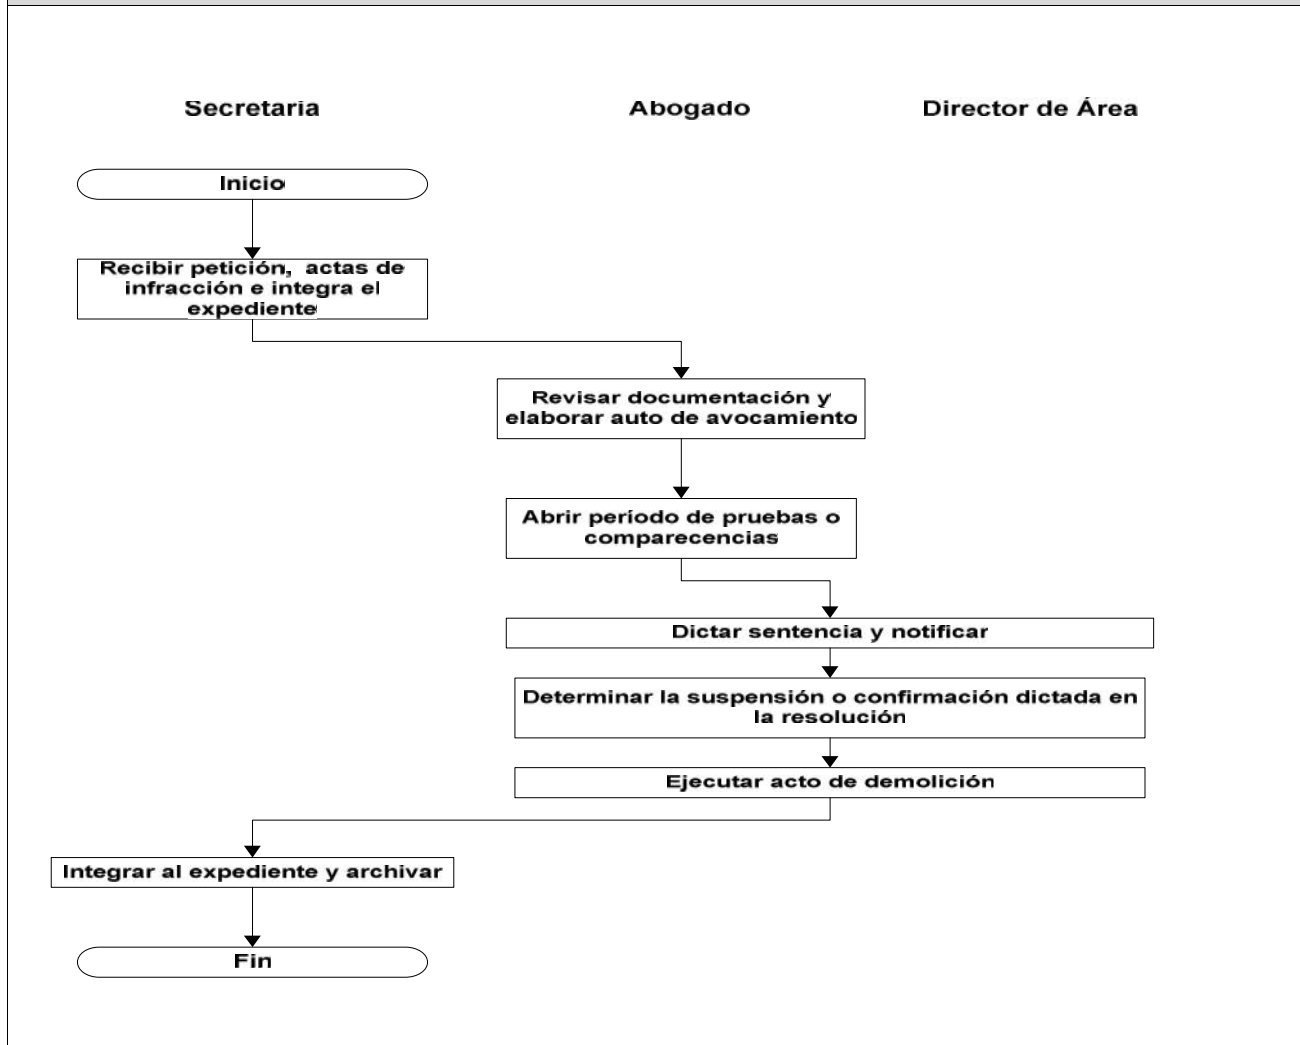 Secretaría
Abogado
Director de Área
Inicio
Recibir petición, actas de
infracción e integra el
expediente
Revisar documentación y
elaborar auto de avocamiento
Abrir período de pruebas o
comparecencias
Dictar sentencia y notificar
Determinar la suspensión o confirmación dictada en
la resolución
Ejecutar acto de demolición
Integrar al expediente y archivar
Fin